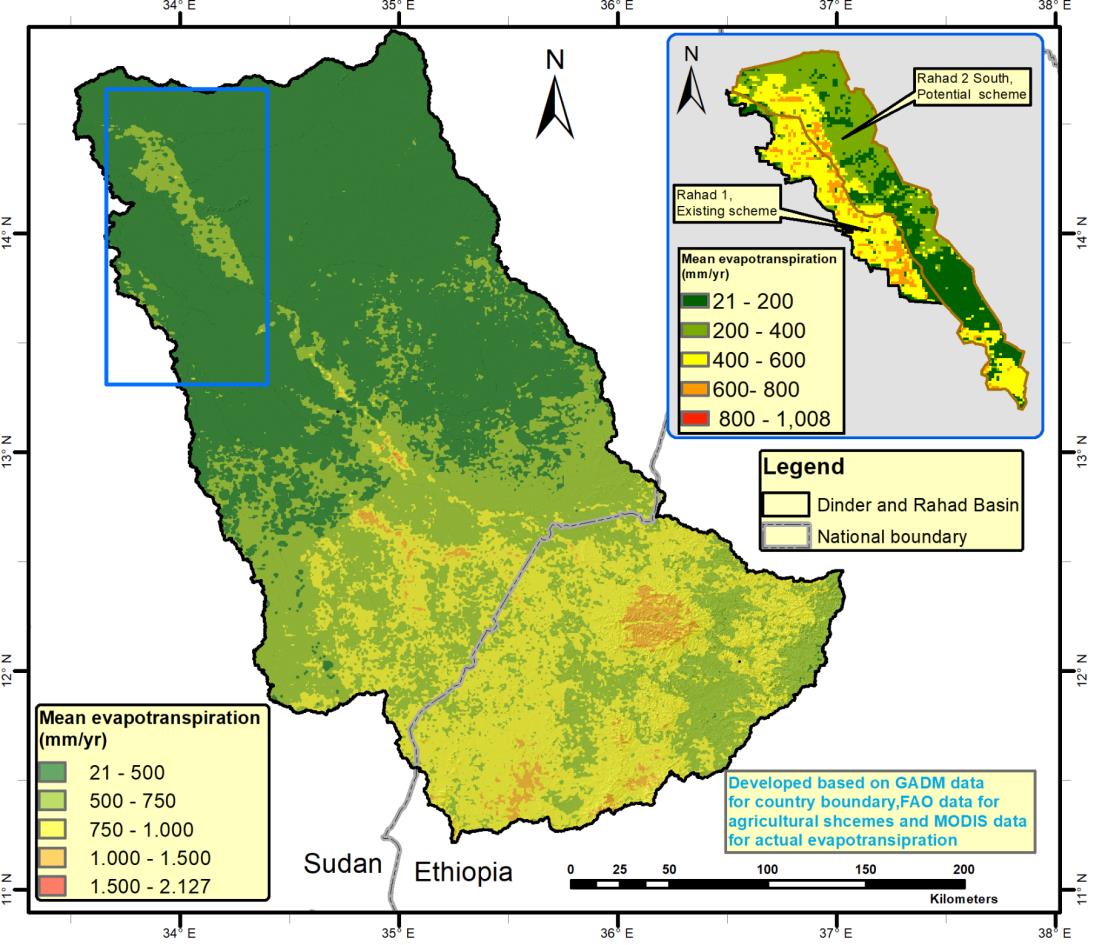 34° E
35° E
36° E
37° E
38° E
N
N
Rahad 2 South,
Potential scheme
Rahad 1,
Existing scheme
Mean evapotranspiration
(mm/yr)
21 - 200
200 - 400
400 - 600
600- 800
800 - 1,008
14° N
14° N
13° N
13° N
Legend
Dinder and Rahad Basin
National boundary
12° N
12° N
Mean evapotranspiration
(mm/yr)
21 - 500
500 - 750
750 - 1.000
1.000 - 1.500
1.500 - 2.127
Developed based on GADM data
for country boundary,FAO data for
agricultural shcemes and MODIS data
for actual evapotransipration
Sudan
Ethiopia
0 25 50 100 150 200
Kilometers
11° N
11° N
34° E
35° E
36° E
37° E
38° E